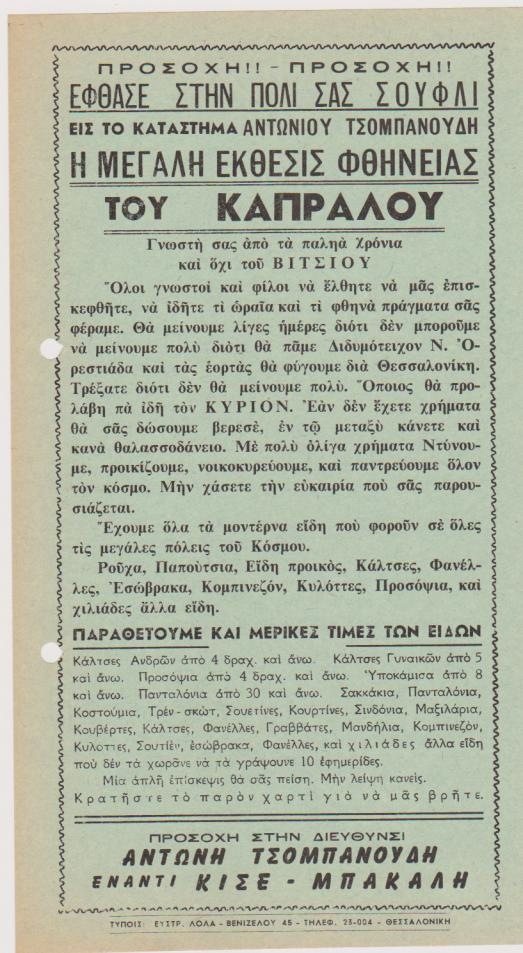 ΠΡΟΣΟΧΗ!! - ΠΡΟΣΟΧΗ!!
ΕΦΘΑΣΕ ΣΤΗΝ ΠΟΛΙ ΣΑΣ ΣΟΥΦΛΙ
ΕΙΣ ΤΟ ΚΑΤΑΣΤΗΜΑ ΑΝΤΩΝΙΟΥ ΤΣΟΜΠΑΝΟΥΔΗ
Η ΜΕΓΑΛΗ ΕΚΘΕΣΙΣ ΦΘΗΝΕΙΑΣ
ΤΟΥ ΚΑΠΡΑΛΟΥ
Γνωστὴ σας ἀπὸ τὰ παληὰ χρόνια
καὶ ὄχι τοῦ ΒΙΤΣΙΟΥ
Ὅλοι γνωστοὶ καὶ φίλοι νὰ ἔλθητε νὰ μᾶς ἐπισ-
κεφθῆτε, νὰ ἰδῆτε τὶ ὡραῖα καὶ τὶ φθηνὰ πράγματα σᾶς
φέραμε. Θὰ μείνουμε λίγες ἡμέρες διότι δὲν μποροῦμε
νὰ μείνουμε πολὺ διὸτι θὰ πᾶμε Διδυμότειχον Ν. Ὀ-
ρεστιάδα καὶ τὰς ἑορτὰς θὰ φύγουμε διὰ Θεσσαλονίκη.
Τρέξατε διότι δὲν θὰ μείνουμε πολύ. Ὅποιος θὰ προ-
λάβη πὰ ἰδῆ τὸν ΚΥΡΙΟΝ. Ἐὰν δὲν ἔχετε χρήματα
θὰ σᾶς δώσουμε βερεσέ, ἐν τῷ μεταξὺ κάνετε καὶ
κανὰ θαλασσοδάνειο. Μὲ πολὺ ὀλίγα χρήματα Ντύνου-
με, προικίζουμε, νοικοκυρεύουμε, καὶ παντρεύουμε ὅλον
τὸν κόσμο. Μὴν χάσετε τὴν εὐκαιρία ποὺ σᾶς παρου-
σιάζεται.
Ἔχουμε ὅλα τὰ μοντέρνα εἴδη ποὺ φοροῦν σὲ ὅλες
τὶς μεγάλες πόλεις τοῦ Κόσμου.
Ροῦχα, Παποὺτσια, Εἴδη προικὸς, Κάλτσες, Φανέλ-
λες, Ἐσώβρακα, Κομπινεζόν, Κυλόττες, Προσόψια, καὶ
χιλιάδες ἄλλα εἴδη.
ΠΑΡΑΘΕΤΟΥΜΕ ΚΑΙ ΜΕΡΙΚΕΣ ΤΙΜΕΣ ΤΩΝ ΕΙΔΩΝ
Κάλτσες Ἀνδρῶν ἀπό 4 δραχ. καὶ ἄνω. Κάλτσες Γυναικῶν ἀπό 5
καὶ ἄνω. Προσόψια ἀπὸ 4 δραχ. καὶ ἄνω. Ὑποκάμισα ἀπο 8
καὶ ἄνω. Πανταλόνια ἀπὸ 30 καὶ ἄνω. Σακκάκια, Πανταλόνια,
Κοστούμια, Τρέν - σκώτ, Σουετίνες, Κουρτίνες, Σινδόνια, Μαξιλάρια,
Κουβέρτες, Κάλτσες, Φανέλλες, Γραββάτες, Μανδήλια, Κομπινεζόν,
Κυλοττες, Σουτίὲν, ἐσώβρακα, Φανέλλες, καὶ χιλιάδες ἄλλα εἴδη
ποὺ δέν τὰ χωρᾶνε νὰ τὰ γράψουνε 10 ἐφημερίδες.
Μία ἁπλῆ ἐπίσκεψις θὰ σᾶς πείση. Μὴν λείψη κανείς.
Κρατῆστε τὸ παρὸν χαρτὶ γιὰ νὰ μᾶς βρῆτε.
ΠΡΟΣΟΧΗ ΣΤΗΝ ΔΙΕΥΘΥΝΣΙ
ΑΝΤΩΝΗ ΤΣΟΜΠΑΝΟΥΔΗ
ΕΝΑΝΤΙ ΚΙΣΕ - ΜΠΑΚΑΛΗ
ΤΥΠΟΙΣ: ΕΥΣΤΡ. ΛΟΛΑ - ΒΕΝΙΖΕΛΟΥ 45 - ΤΗΛΕΦ. 23-004 - ΘΕΣΣΑΛΟΝΙΚΗ